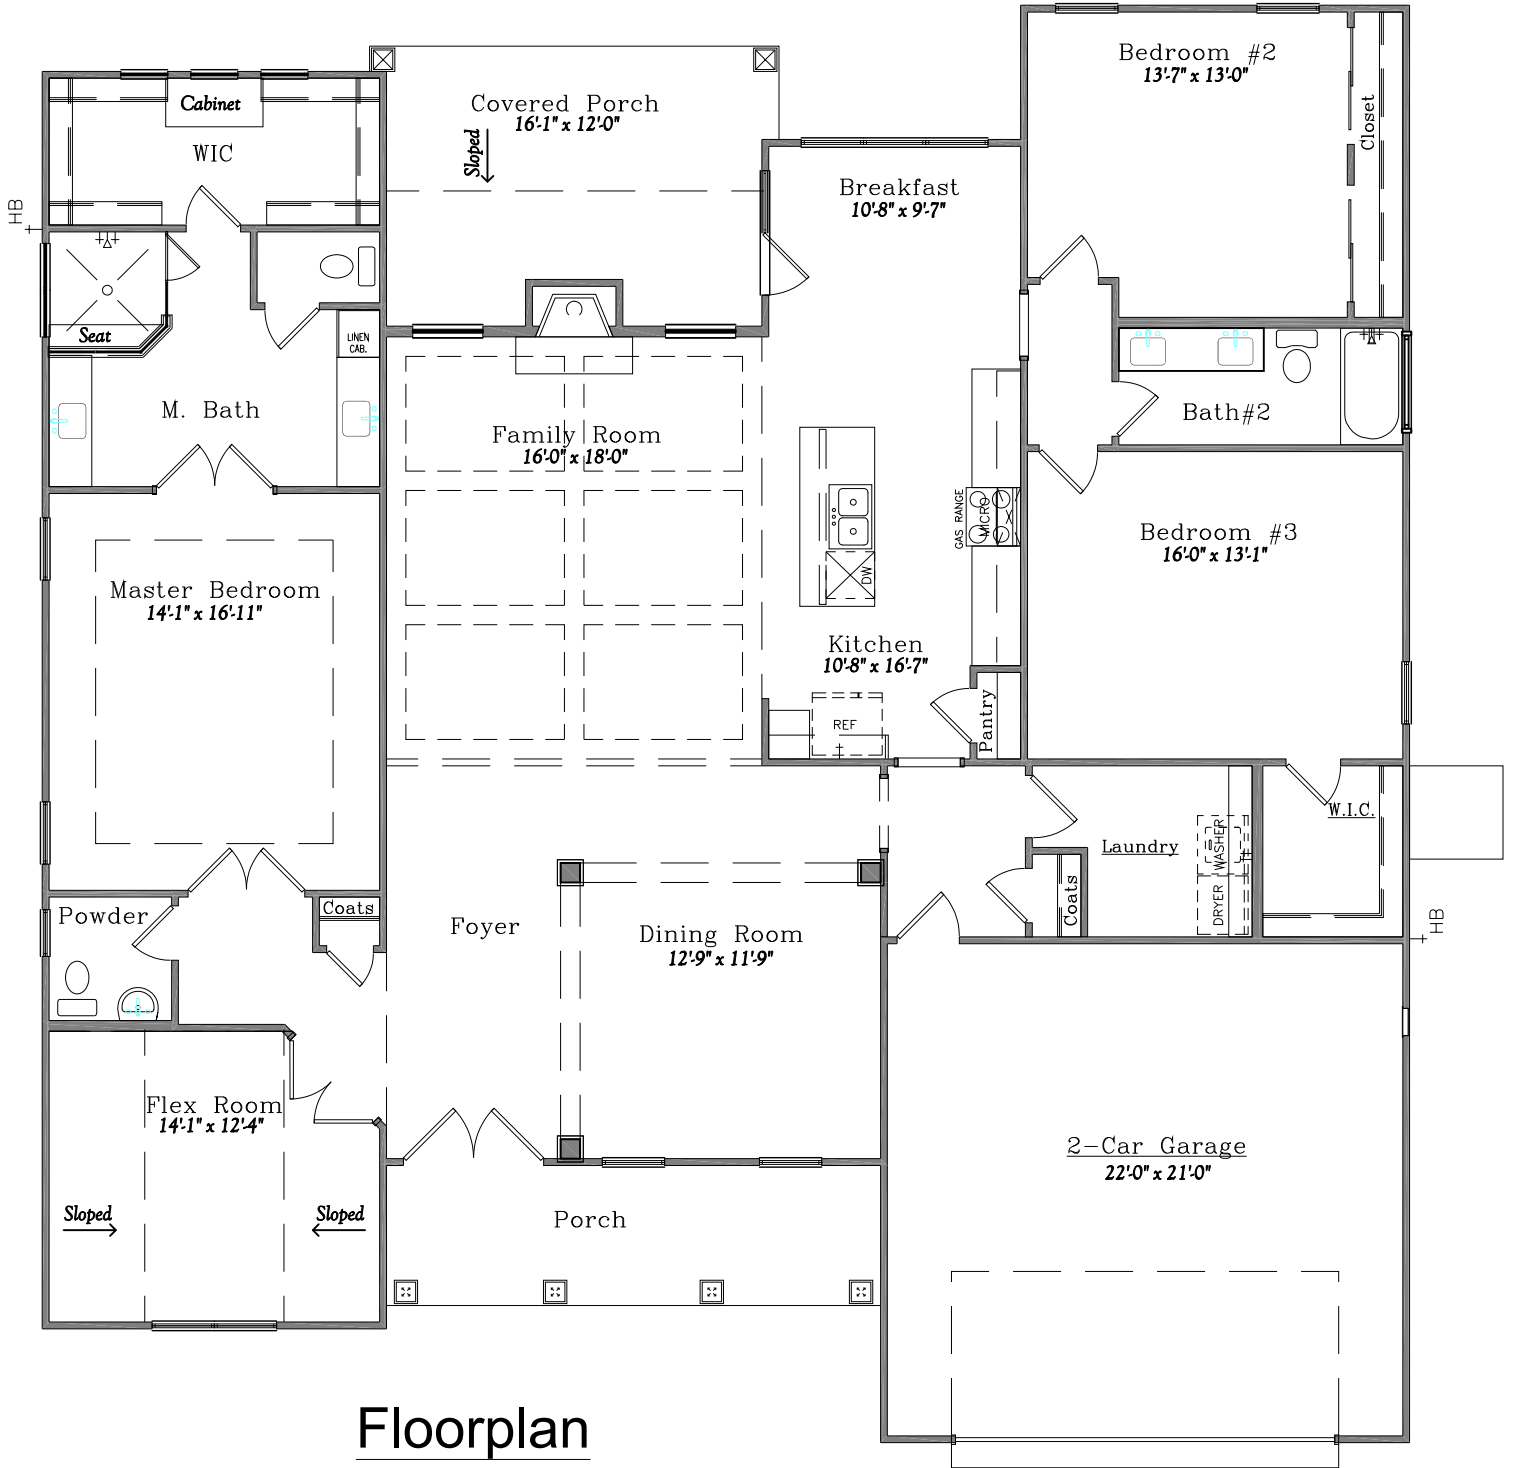 Bedroom #2
13'-7" x 13'-0"
Closet
Cabinet
WIC
Covered Porch
16'-1" x 12'-0"
Sloped
Breakfast
10'-8" x 9'-7"
HB
Seat
LINEN
CAB.
M. Bath
Bath#2
Family Room
16'-0" x 18'-0"
GAS RANGE
MICRO
DW
Bedroom #3
16'-0" x 13'-1"
Master Bedroom
14'-1" x 16'-11"
Kitchen
10'-8" x 16'-7"
REF
Pantry
W.I.C.
Laundry
WASHER
DRYER
Coats
Powder
Coats
Foyer
Dining Room
12'-9" x 11'-9"
HB
Flex Room
14'-1" x 12'-4"
Sloped
Sloped
2-Car Garage
22'-0" x 21'-0"
Porch
Floorplan